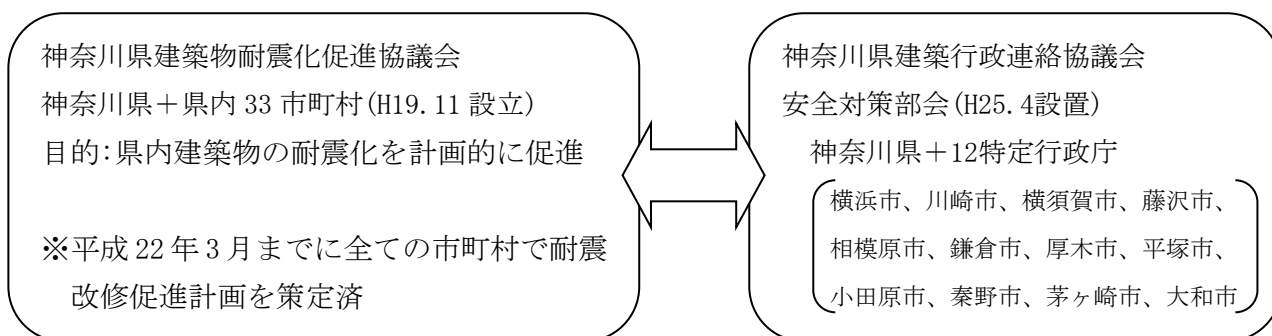 神奈川県建築物耐震化促進協議会
神奈川県＋県内 33 市町村(H19.11 設立)
目的:県内建築物の耐震化を計画的に促進
※平成 22 年 3 月までに全ての市町村で耐震
改修促進計画を策定済
神奈川県建築行政連絡協議会
安全対策部会(H25.4設置)
神奈川県＋12特定行政庁
横浜市、川崎市、横須賀市、藤沢市、
相模原市、鎌倉市、厚木市、平塚市、
小田原市、秦野市、茅ヶ崎市、大和市